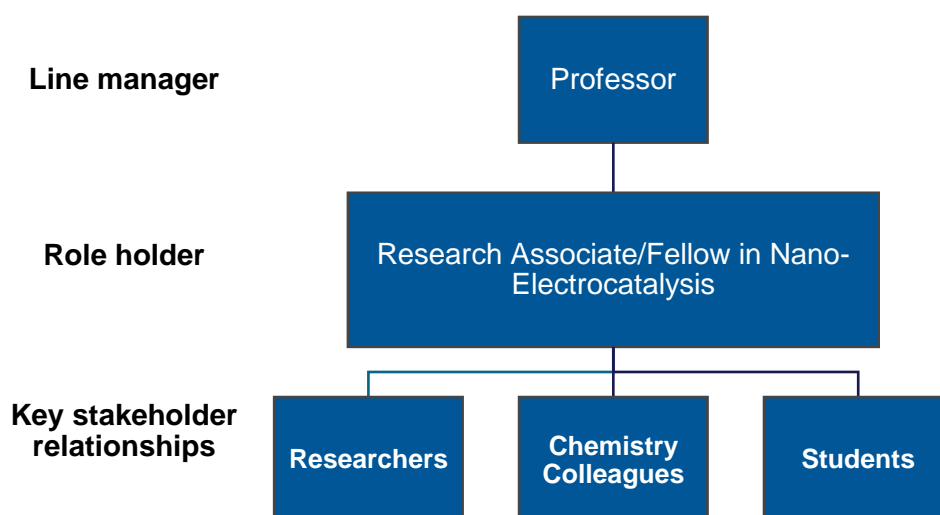 Line manager
Professor
Role holder
Research Associate/Fellow in Nano-
Electrocatalysis
Key stakeholder
relationships
Researchers
Chemistry
Colleagues
Students